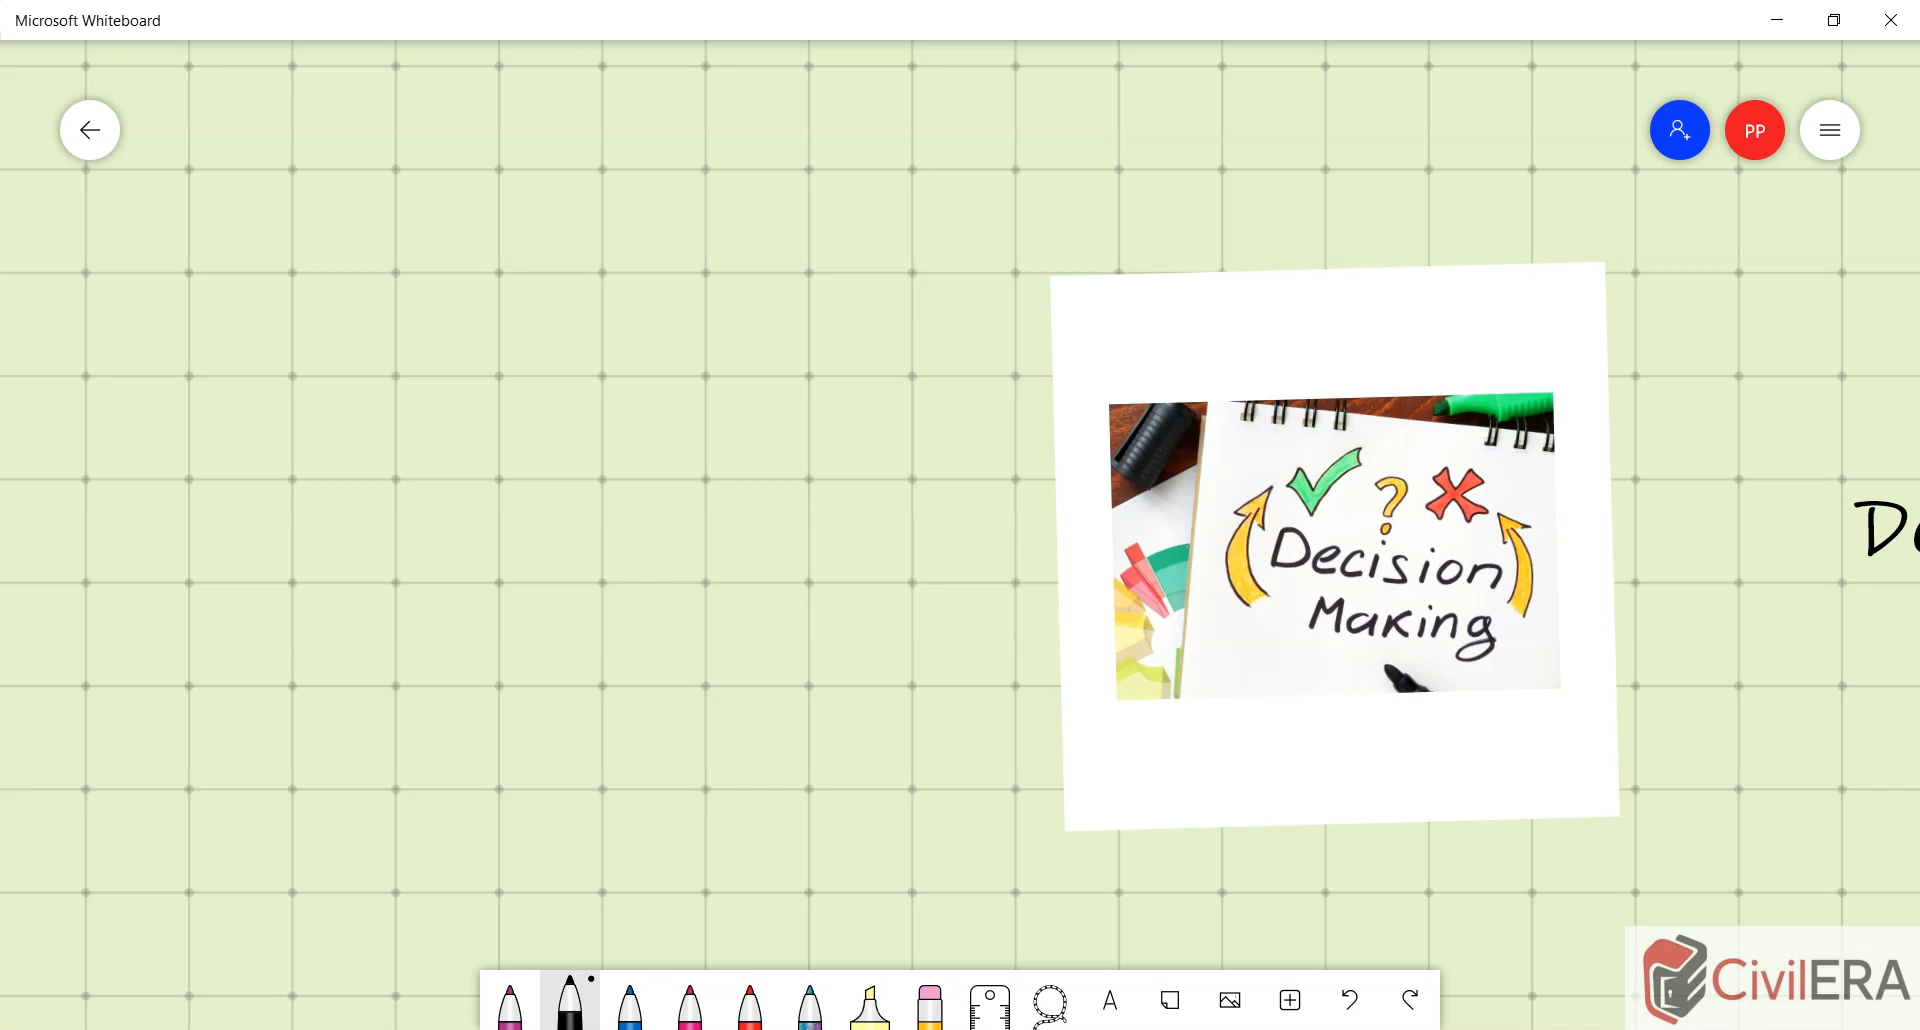 Microsoft Whiteboard
PP
?
Decision
Making
A
CivilERA